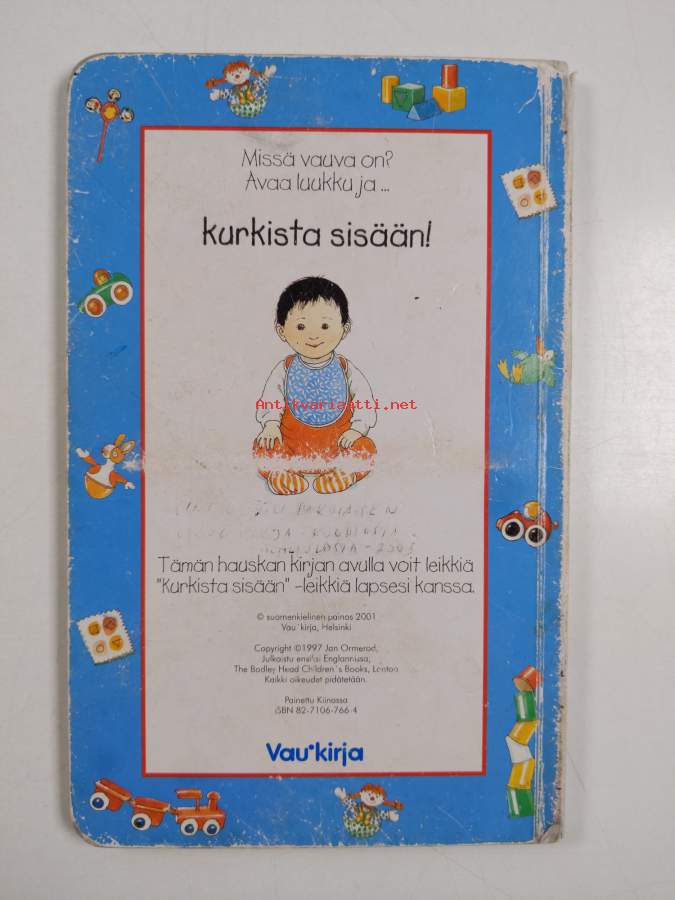 Missä vauva on?
Avaa luukku ja ...
kurkista sisään!
Antikvariaatti.net
Tämän hauskan kirjan avulla voit leikkiä
"kurkista sisään" -leikkiä lapsesi kanssa.
© suomenkielinen painos 2001
Vau´kirja, Helsinki
Copyright ©1997 Jan Ormerod,
Julkaistu ensiksi Englannissa,
The Bodley Head Children´s Books, Lontoo
Kaikki oikeudet pidätetään.
Painettu Kiinassa
ISBN 82-7106-766-4
Vau•kirja